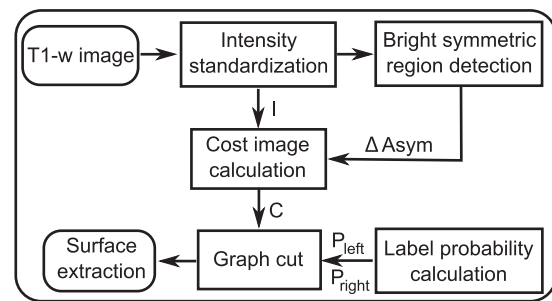 T1-w image
Intensity
standardization
Bright symmetric
region detection
I
Δ Asym
Cost image
calculation
C
Surface
extraction
Graph cut
Pleft
Pright
Label probability
calculation